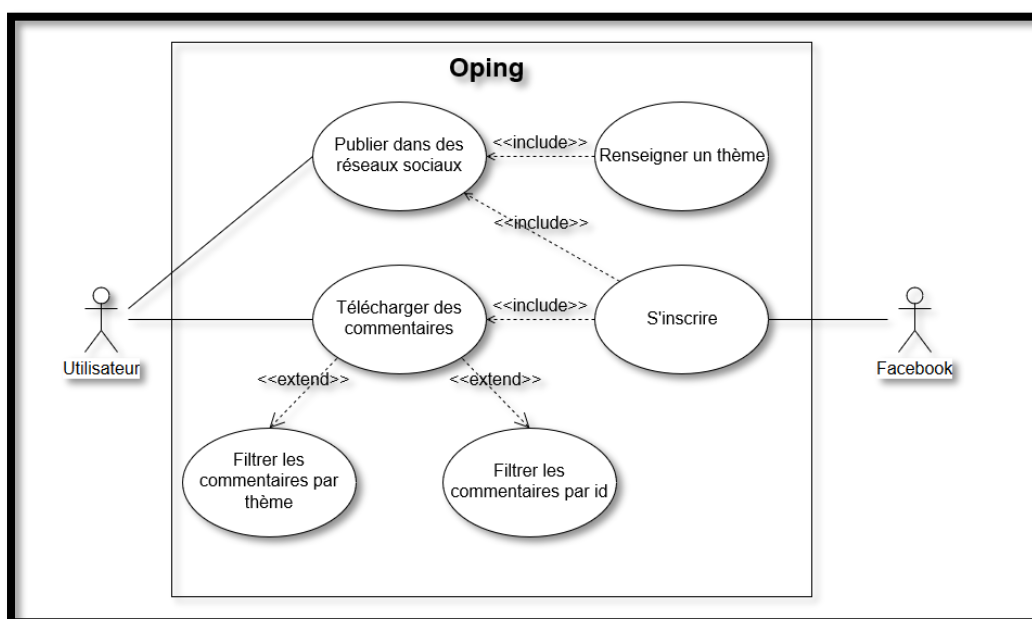 Oping
Publier dans des
réseaux sociaux
<<include>>
Renseigner un thème
<<include>>
Télécharger des
commentaires
<<include>>
S'inscrire
Utilisateur
Facebook
<<extend>>
<<extend>>
Filtrer les
commentaires par
thème
Filtrer les
commentaires par id